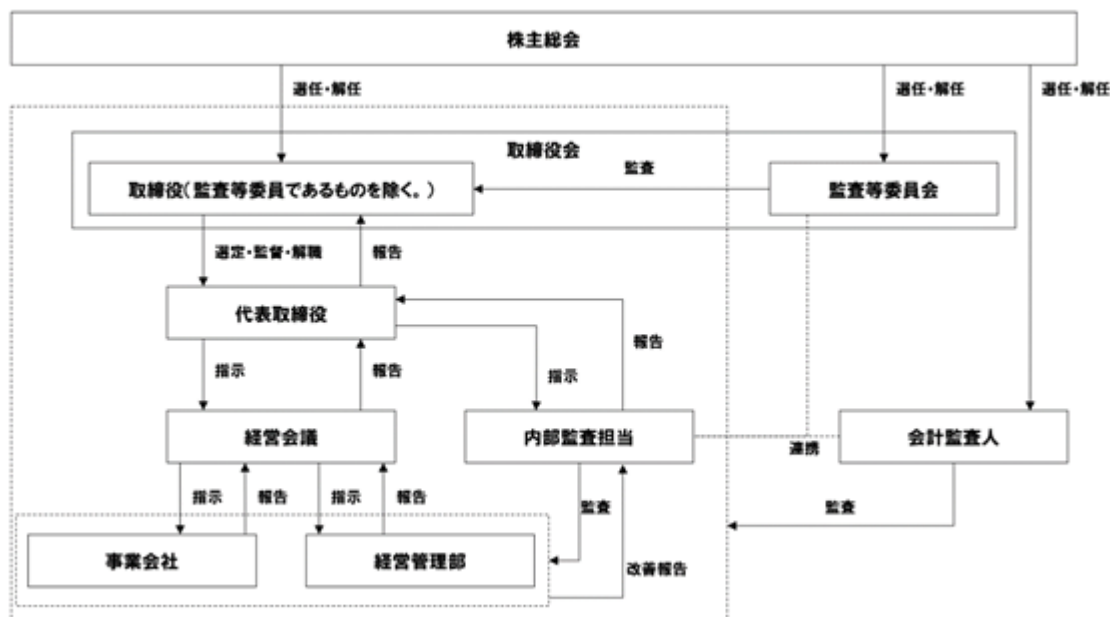 株主総会
選任・解任
選任・解任
選任・解任
取締役会
取締役(監査等委員であるものを除く。)
監査
監査等委員会
選定・監督・解職
報告
代表取締役
報告
指示
報告
指示
経営会議
内部監査担当
会計監査人
連携
指示
報告
指示
報告
監査
監査
事業会社
経営管理部
改善報告